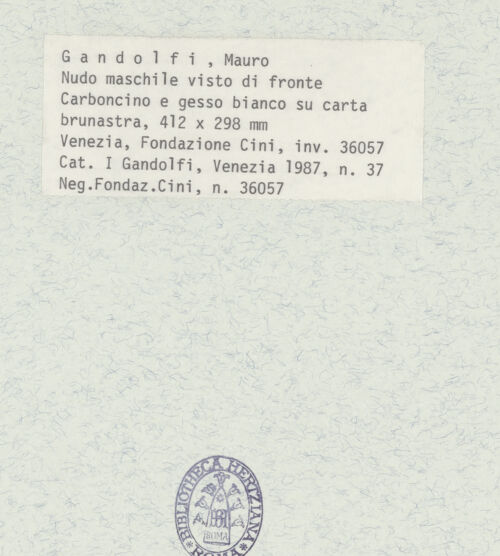 G a n d o l f i , Mauro
Nudo maschile visto di fronte
Carboncino e gesso bianco su carta
brunastra, 412 x 298 mm
Venezia, Fondazione Cini, inv. 36057
Cat. I Gandolfi, Venezia 1987, n. 37
Neg.Fondaz.Cini, n. 36057
*BIBLIOTHECA HERTZIANA*
ROMA
ROMA